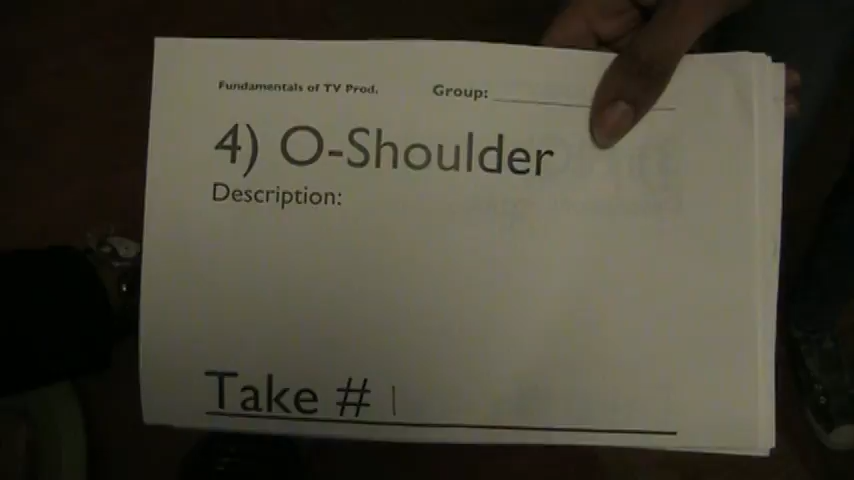 Fundamentals of TV Prod. Group:
4) O-Shoulder
Description:
Take # 1